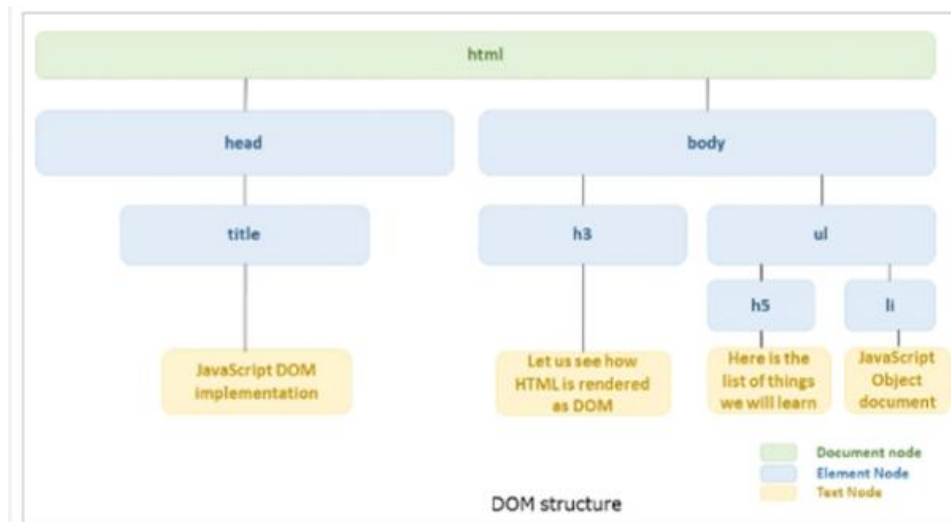 html
head
body
title
h3
ul
h5
li
JavaScript DOM
implementation
Let us see how
HTML is rendered
as DOM
Here is the
list of things
we will learn
JavaScript
Object
document
Document node
Element Node
Text Node
DOM structure